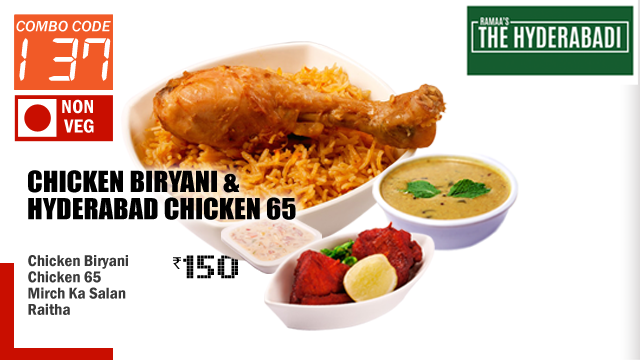 COMBO CODE
137
NON
VEG
RAMAA'S
THE HYDERABADI
CHICKEN BIRYANI &
HYDERABAD CHICKEN 65
Chicken Biryani
Chicken 65
Mirch Ka Salan
Raitha
₹150